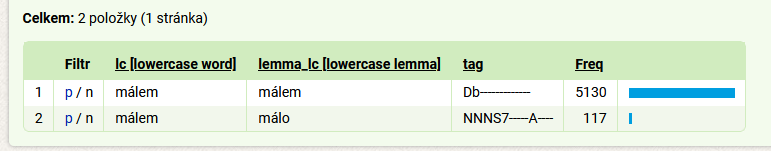 Celkem: 2 položky (1 stránka)
Filtr lc [lowercase word] lemma_lc [lowercase lemma] tag Freq
1 p / n málem málem Db------------- 5130
2 p / n málem málo NNNS7-----A---- 117